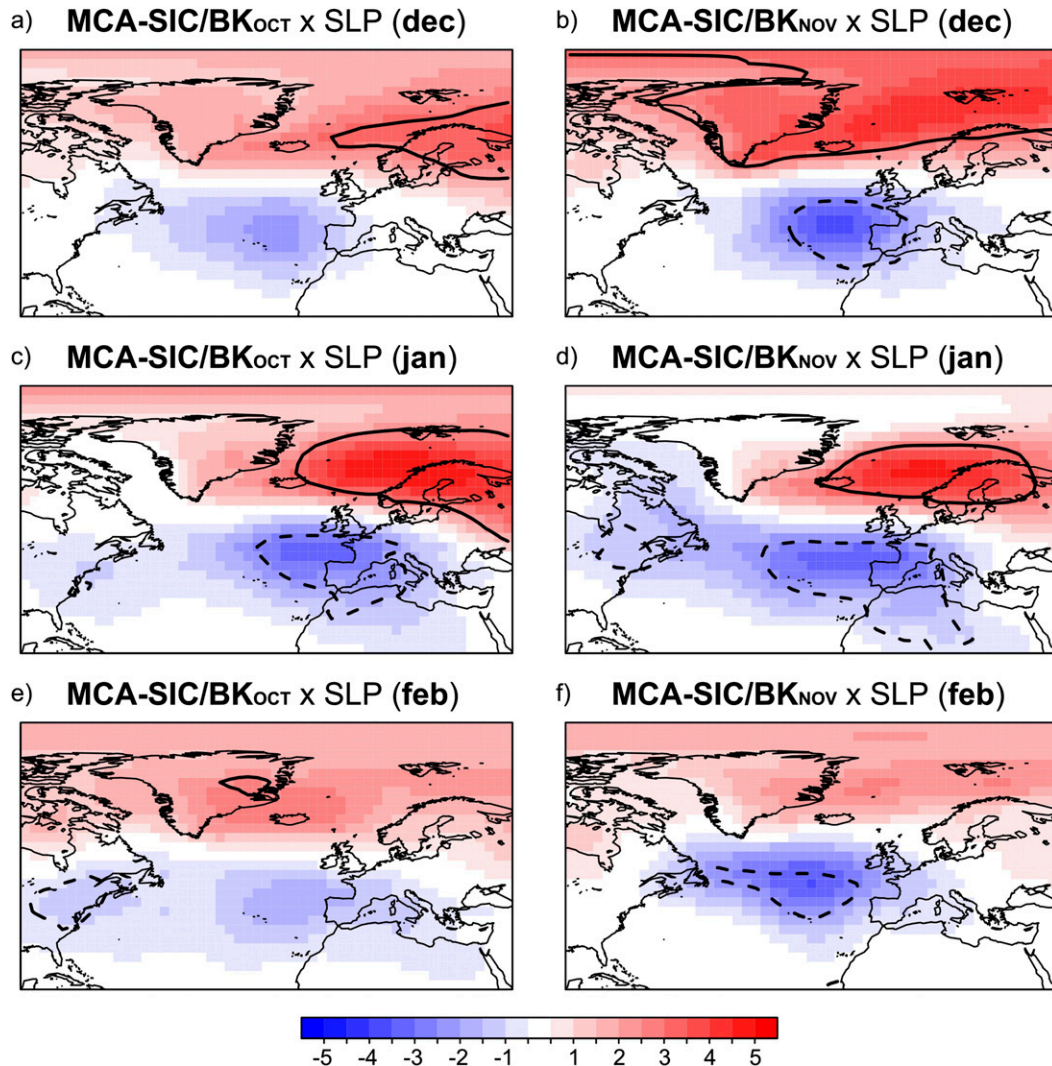 a) MCA-SIC/BKOCT x SLP (dec)
b) MCA-SIC/BKNOV x SLP (dec)
c) MCA-SIC/BKOCT x SLP (jan)
d) MCA-SIC/BKNOV x SLP (jan)
e) MCA-SIC/BKOCT x SLP (feb)
f) MCA-SIC/BKNOV x SLP (feb)
-5 -4 -3 -2 -1 1 2 3 4 5